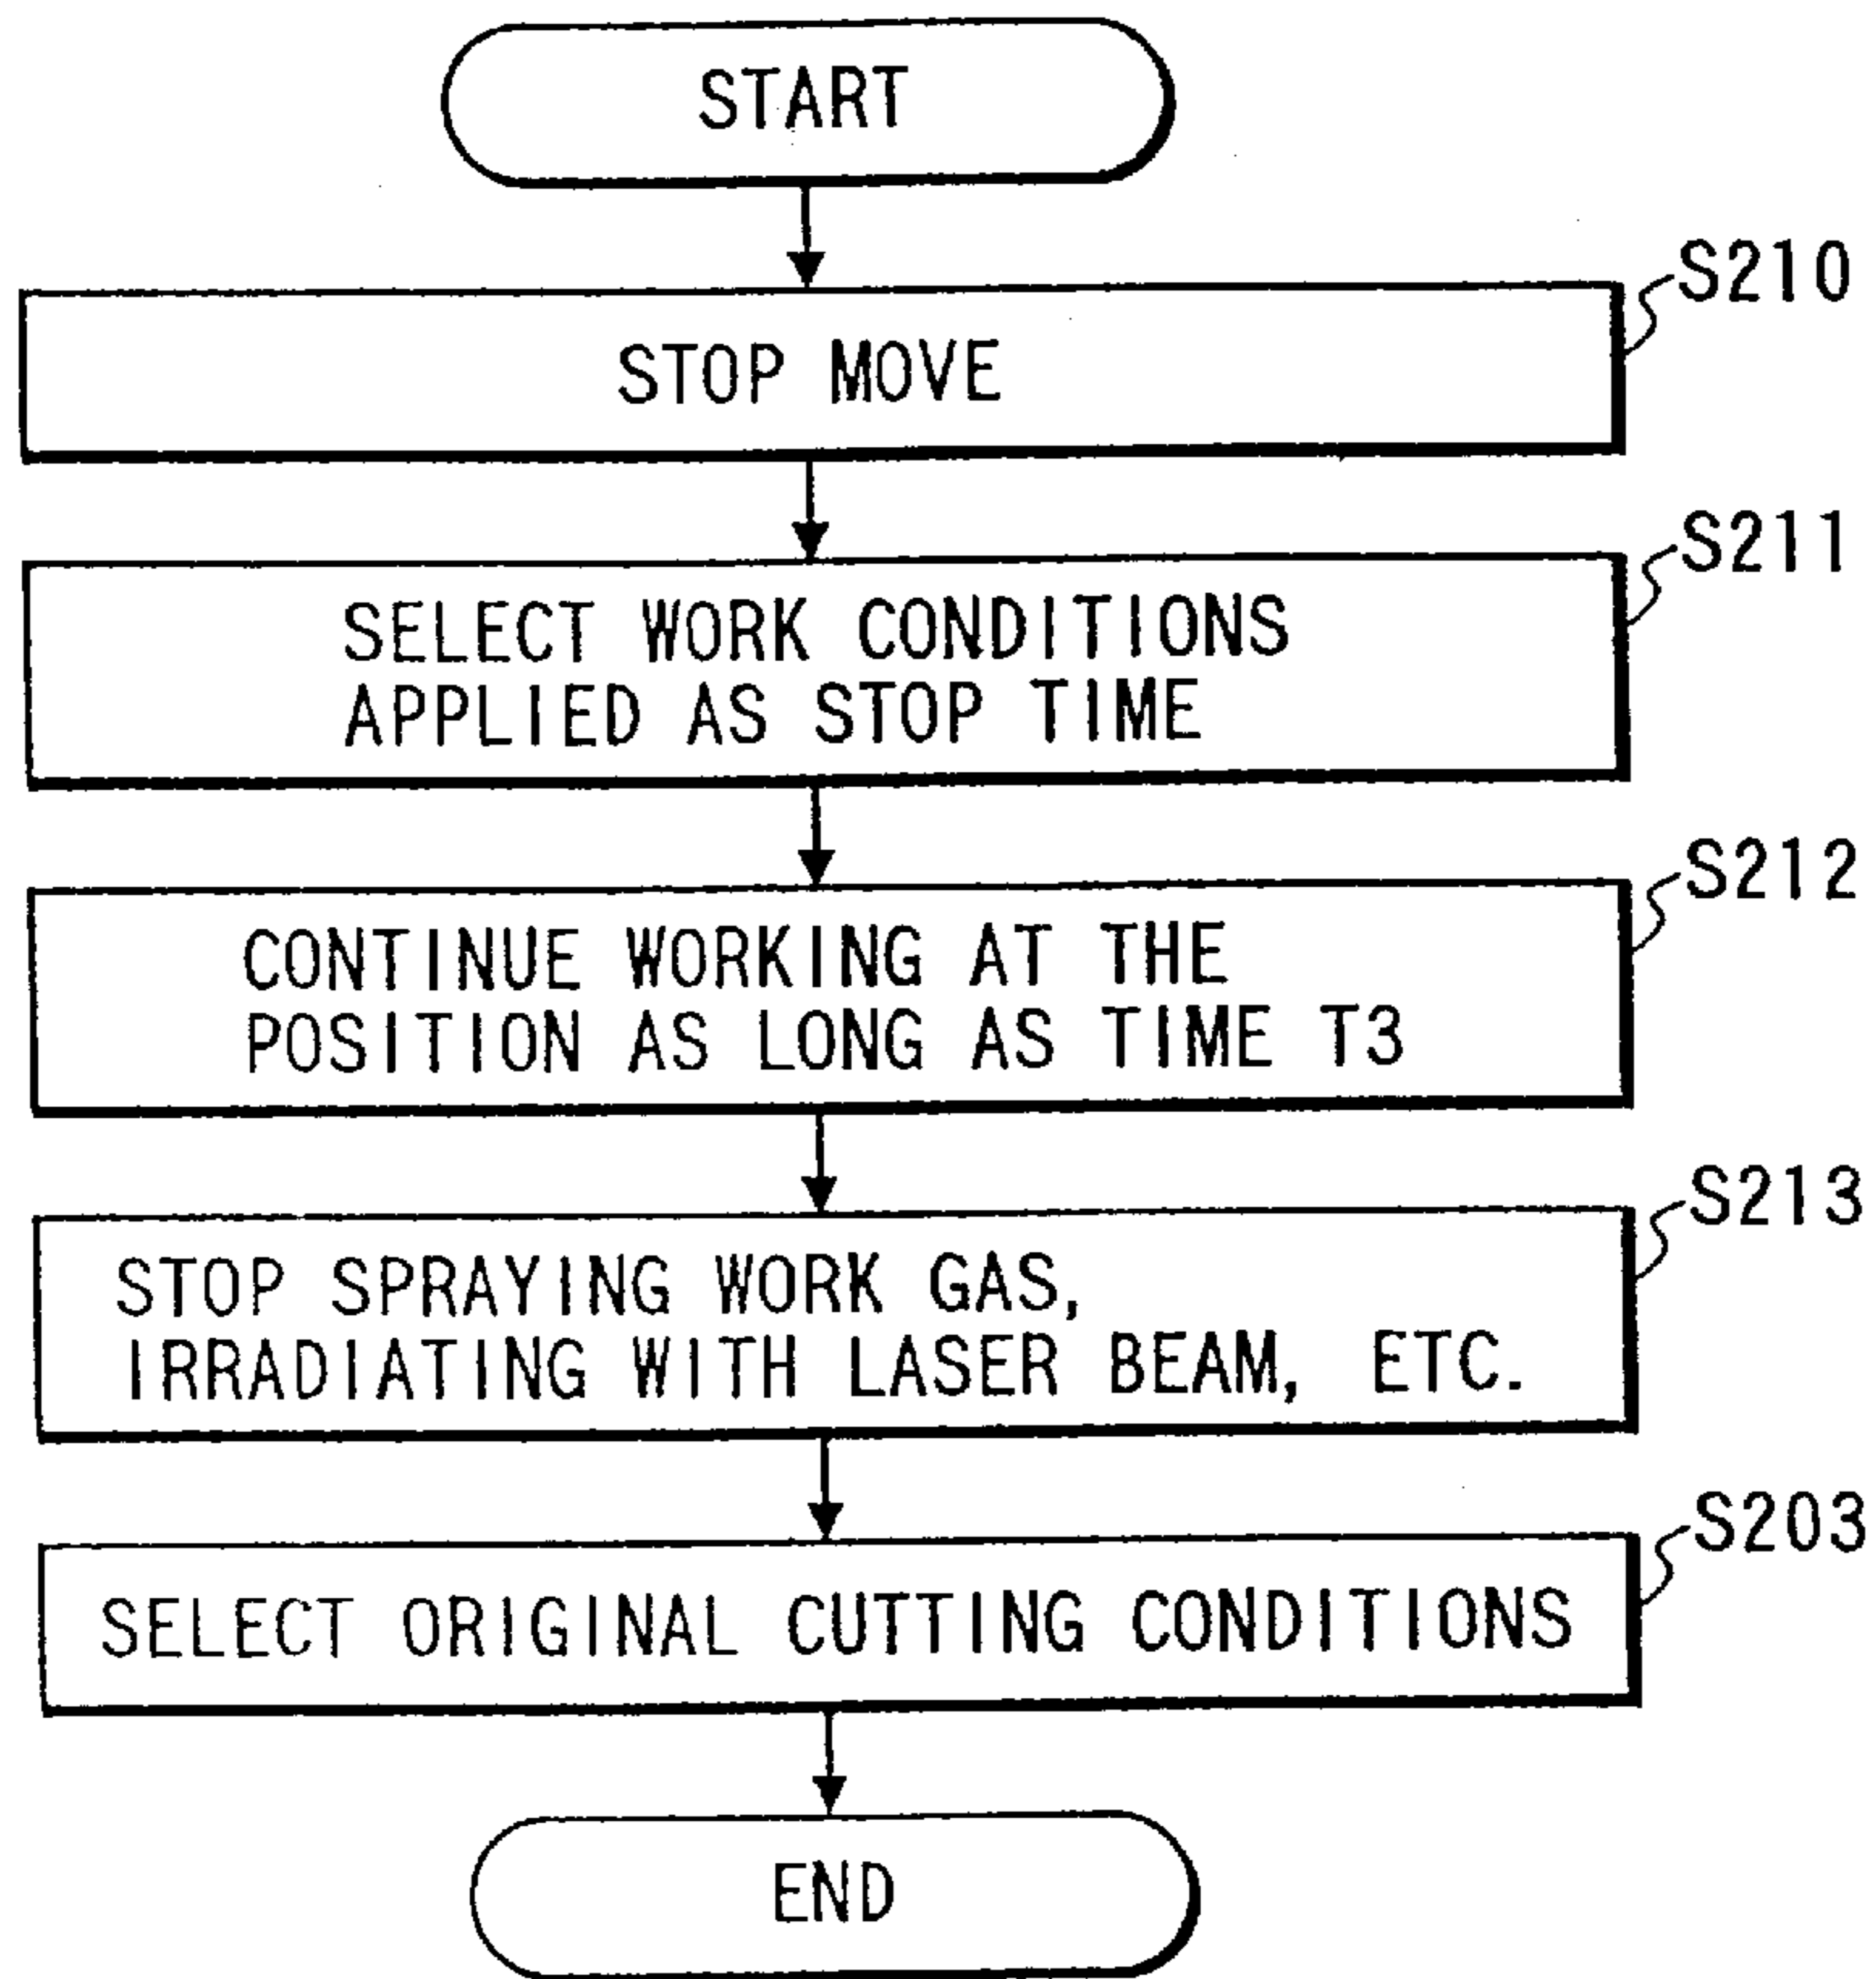 START
S210
STOP MOVE
S211
SELECT WORK CONDITIONS
APPLIED AS STOP TIME
S212
CONTINUE WORKING AT THE
POSITION AS LONG AS TIME T3
S213
STOP SPRAYING WORK GAS,
IRRADIATING WITH LASER BEAM, ETC.
S203
SELECT ORIGINAL CUTTING CONDITIONS
END